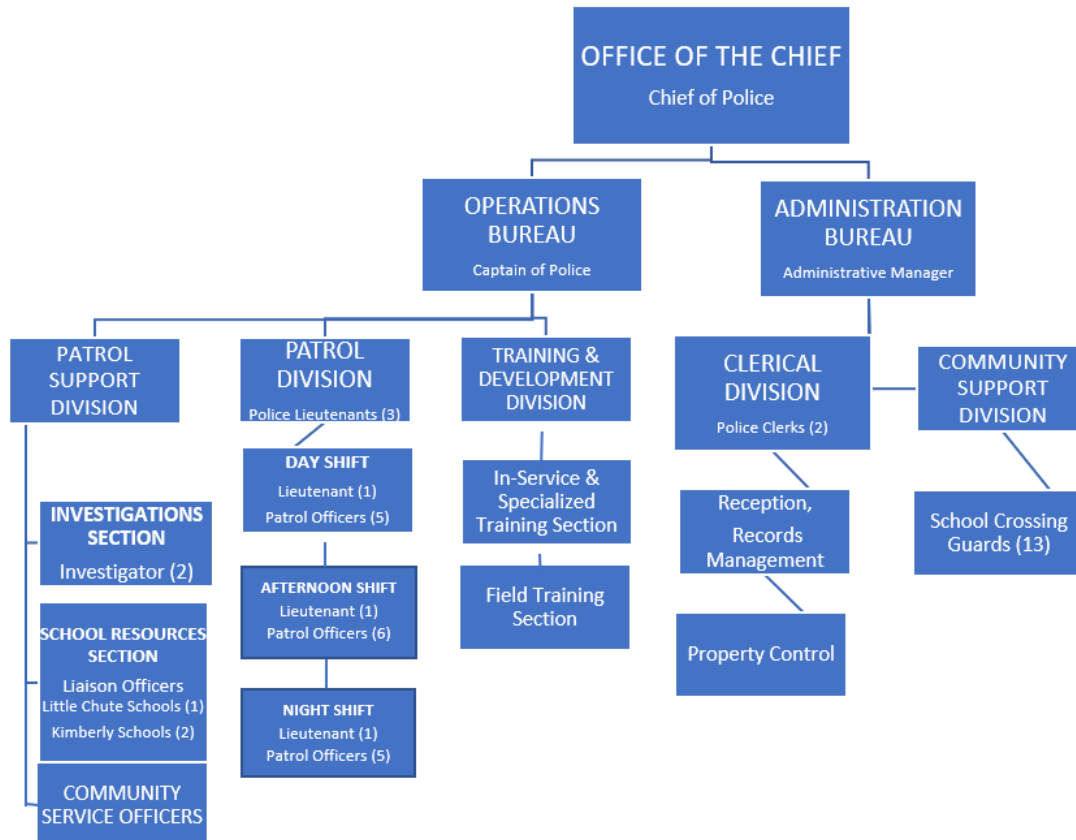 OFFICE OF THE CHIEF
Chief of Police
OPERATIONS
BUREAU
Captain of Police
ADMINISTRATION
BUREAU
Administrative Manager
PATROL
SUPPORT
DIVISION
PATROL
DIVISION
Police Lieutenants (3)
TRAINING &
DEVELOPMENT
DIVISION
CLERICAL
DIVISION
Police Clerks (2)
COMMUNITY
SUPPORT
DIVISION
INVESTIGATIONS
SECTION
Investigator (2)
SCHOOL RESOURCES
SECTION
Liaison Officers
Little Chute Schools (1)
Kimberly Schools (2)
COMMUNITY
SERVICE OFFICERS
DAY SHIFT
Lieutenant (1)
Patrol Officers (5)
AFTERNOON SHIFT
Lieutenant (1)
Patrol Officers (6)
NIGHT SHIFT
Lieutenant (1)
Patrol Officers (5)
In-Service &
Specialized
Training Section
Field Training
Section
Reception,
Records
Management
Property Control
School Crossing
Guards (13)